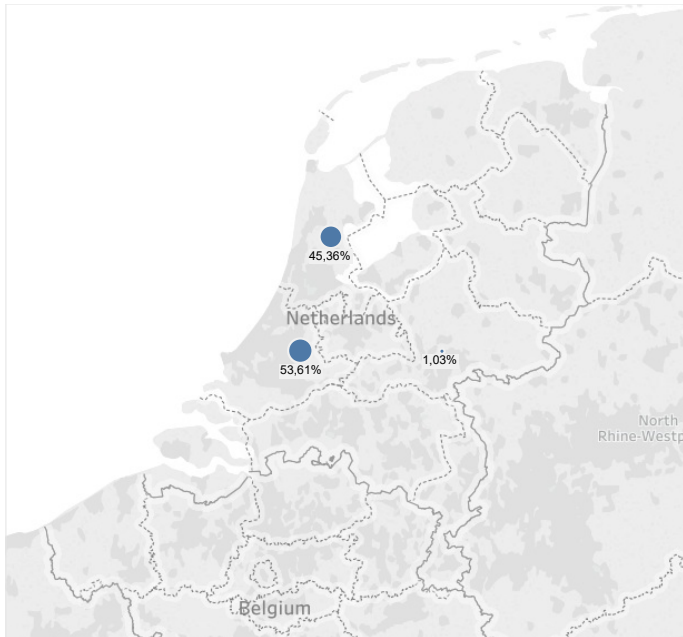 45,36%
Netherlands
53,61%
1,03%
North
Rhine-Westp
Belgium